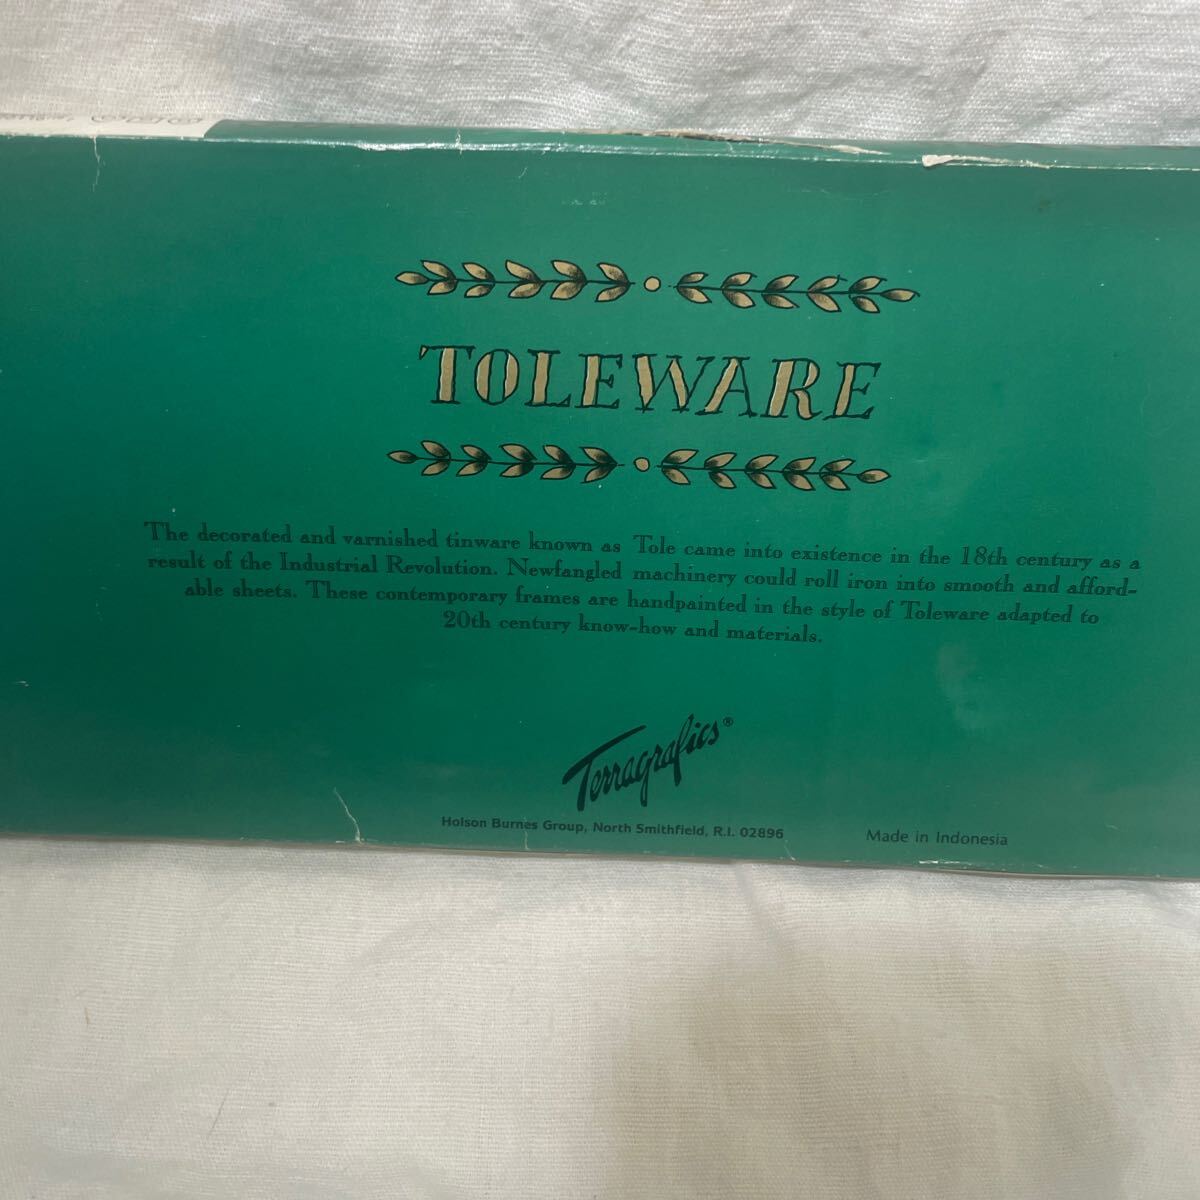 TOLEWARE
The decorated and varnished tinware known as Tole came into existence in the 18th century as a
result of the Industrial Revolution. Newfangled machinery could roll iron into smooth and afford-
able sheets. These contemporary frames are handpainted in the style of Toleware adapted to
20th century know-how and materials.
Terragrafics®
Holson Burnes Group, North Smithfield, R.I. 02896
Made in Indonesia